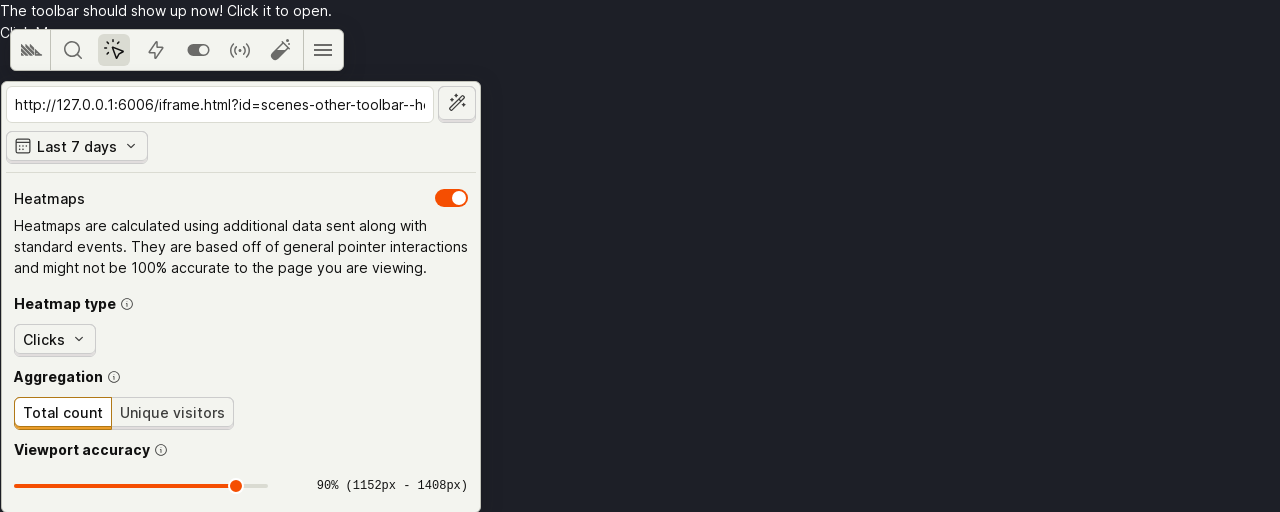 The toolbar should show up now! Click it to open.
http://127.0.0.1:6006/iframe.html?id=scenes-other-toolbar--he
Last 7 days
Heatmaps
Heatmaps are calculated using additional data sent along with
standard events. They are based off of general pointer interactions
and might not be 100% accurate to the page you are viewing.
Heatmap type
Clicks
Aggregation
Total count
Unique visitors
Viewport accuracy
90% (1152px - 1408px)